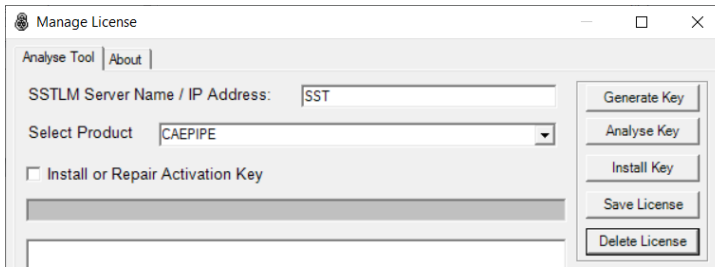 Manage License
Analyse Tool
About
SSTLM Server Name / IP Address:
SST
Generate Key
Select Product
CAEPIPE
Analyse Key
Install or Repair Activation Key
Install Key
Save License
Delete License